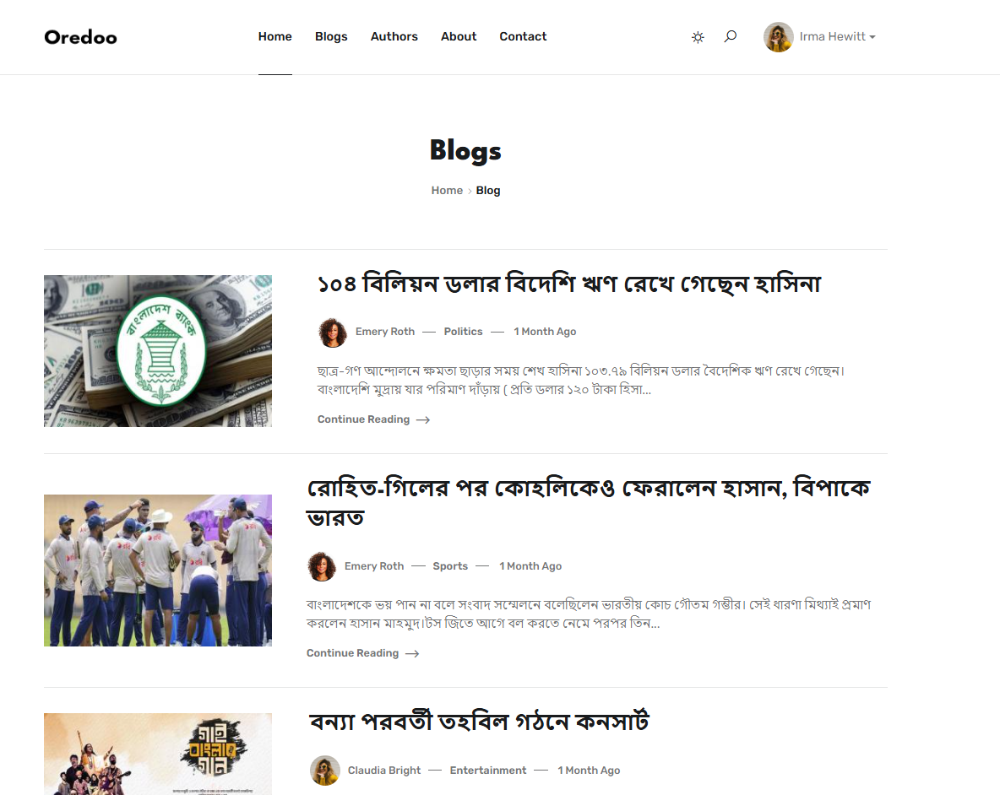 Oredoo
Home Blogs Authors About Contact
Irma Hewitt
Blogs
Home › Blog
বাংলাদেশ ব্যাংক
১০৪ বিলিয়ন ডলার বিদেশি ঋণ রেখে গেছেন হাসিনা
Emery Roth — Politics — 1 Month Ago
ছাত্র-গণ আন্দোলনে ক্ষমতা ছাড়ার সময় শেখ হাসিনা ১০৩.৭৯ বিলিয়ন ডলার বৈদেশিক ঋণ রেখে গেছেন।
বাংলাদেশি মুদ্রায় যার পরিমাণ দাঁড়ায় ( প্রতি ডলার ১২০ টাকা হিসা...
Continue Reading
রোহিত-গিলের পর কোহলিকেও ফেরালেন হাসান, বিপাকে
ভারত
Emery Roth — Sports — 1 Month Ago
বাংলাদেশকে ভয় পান না বলে সংবাদ সম্মেলনে বলেছিলেন ভারতীয় কোচ গৌতম গম্ভীর। সেই ধারণা মিথ্যাই প্রমাণ
করলেন হাসান মাহমুদ।টস জিতে আগে বল করতে নেমে পরপর তিন...
Continue Reading
গাই
বাংলার
গান
বন্যা পরবর্তী তহবিল গঠনে কনসার্ট
Claudia Bright — Entertainment — 1 Month Ago